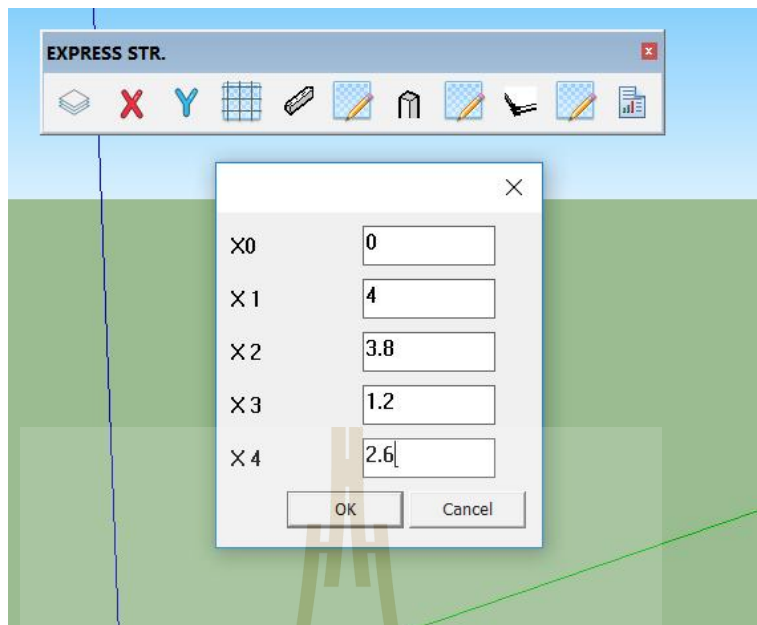 EXPRESS STR.
X0 0
X 1 4
X 2 3.8
X 3 1.2
X 4 2.6
OK Cancel